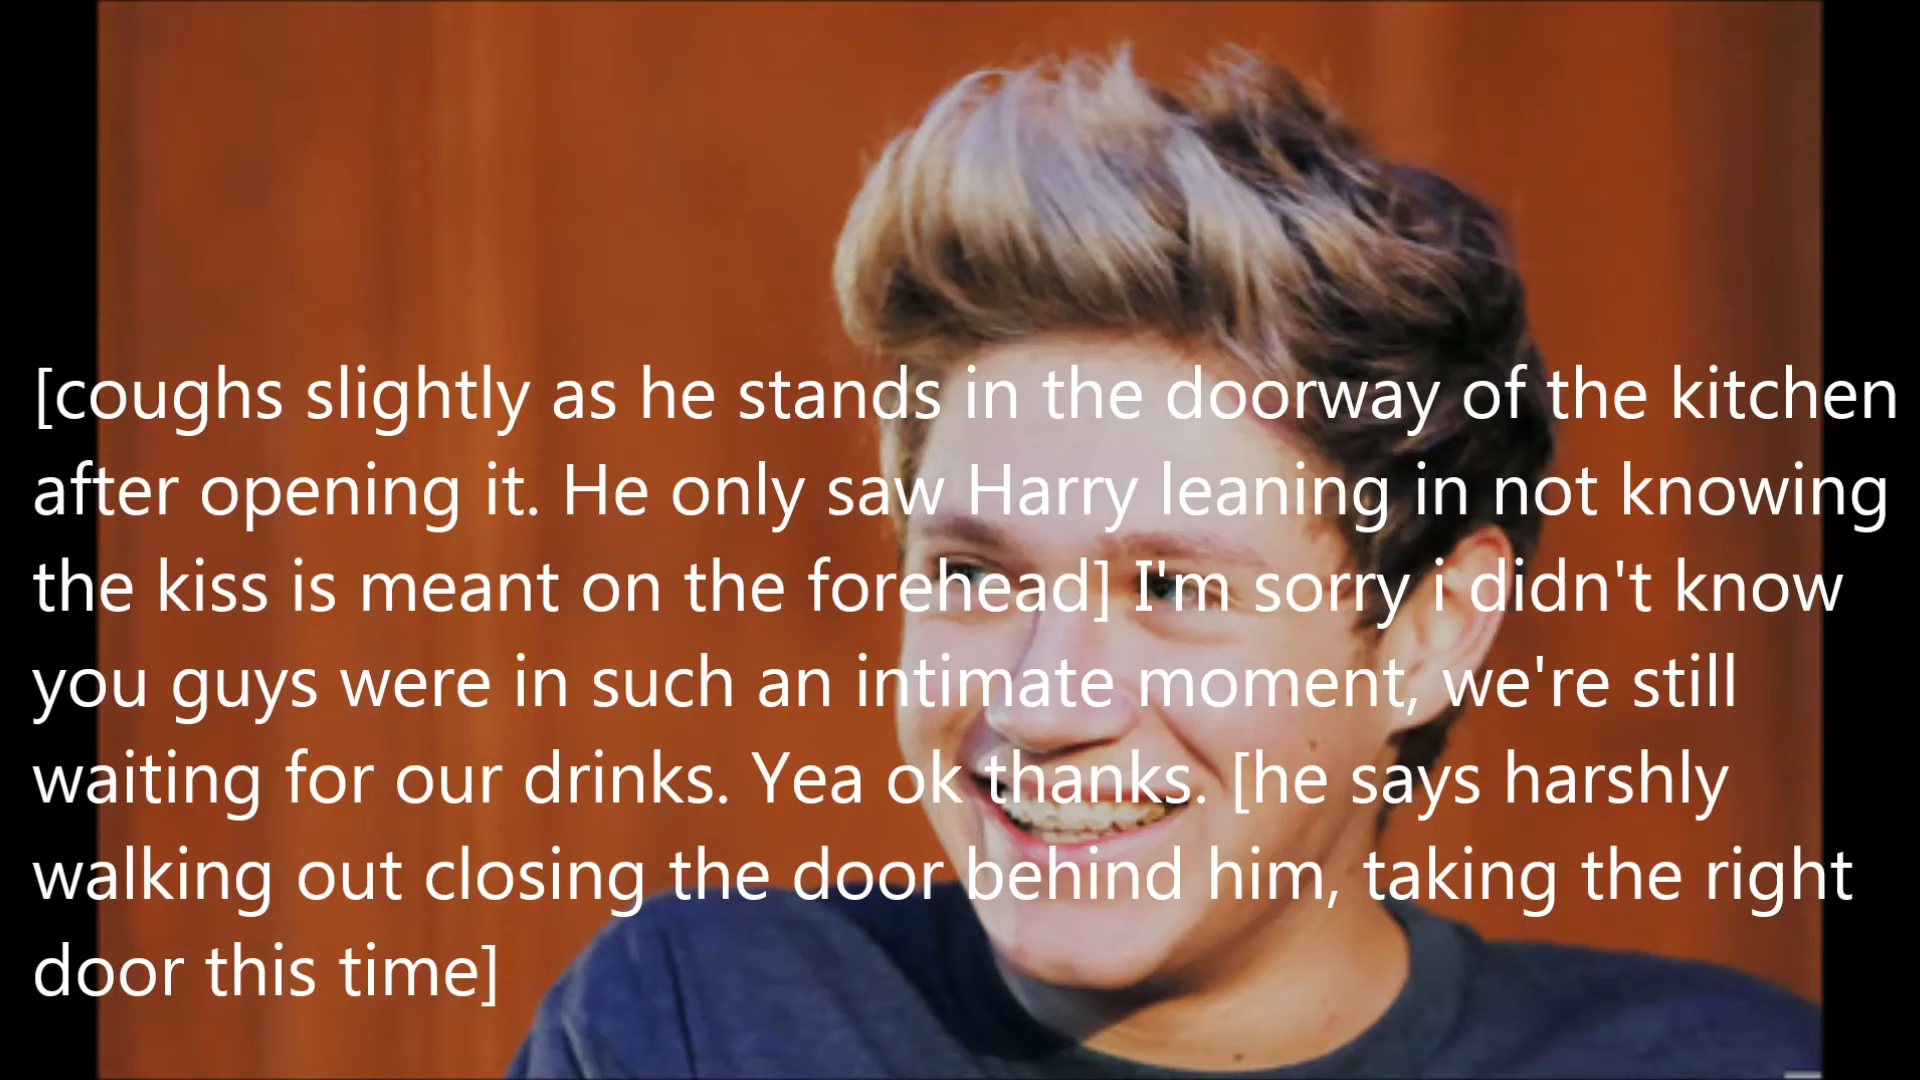 [coughs slightly as he stands in the doorway of the kitchen
after opening it. He only saw Harry leaning in not knowing
the kiss is meant on the forehead] I'm sorry i didn't know
you guys were in such an intimate moment, we're still
waiting for our drinks. Yea ok thanks. [he says harshly
walking out closing the door behind him, taking the right
door this time]